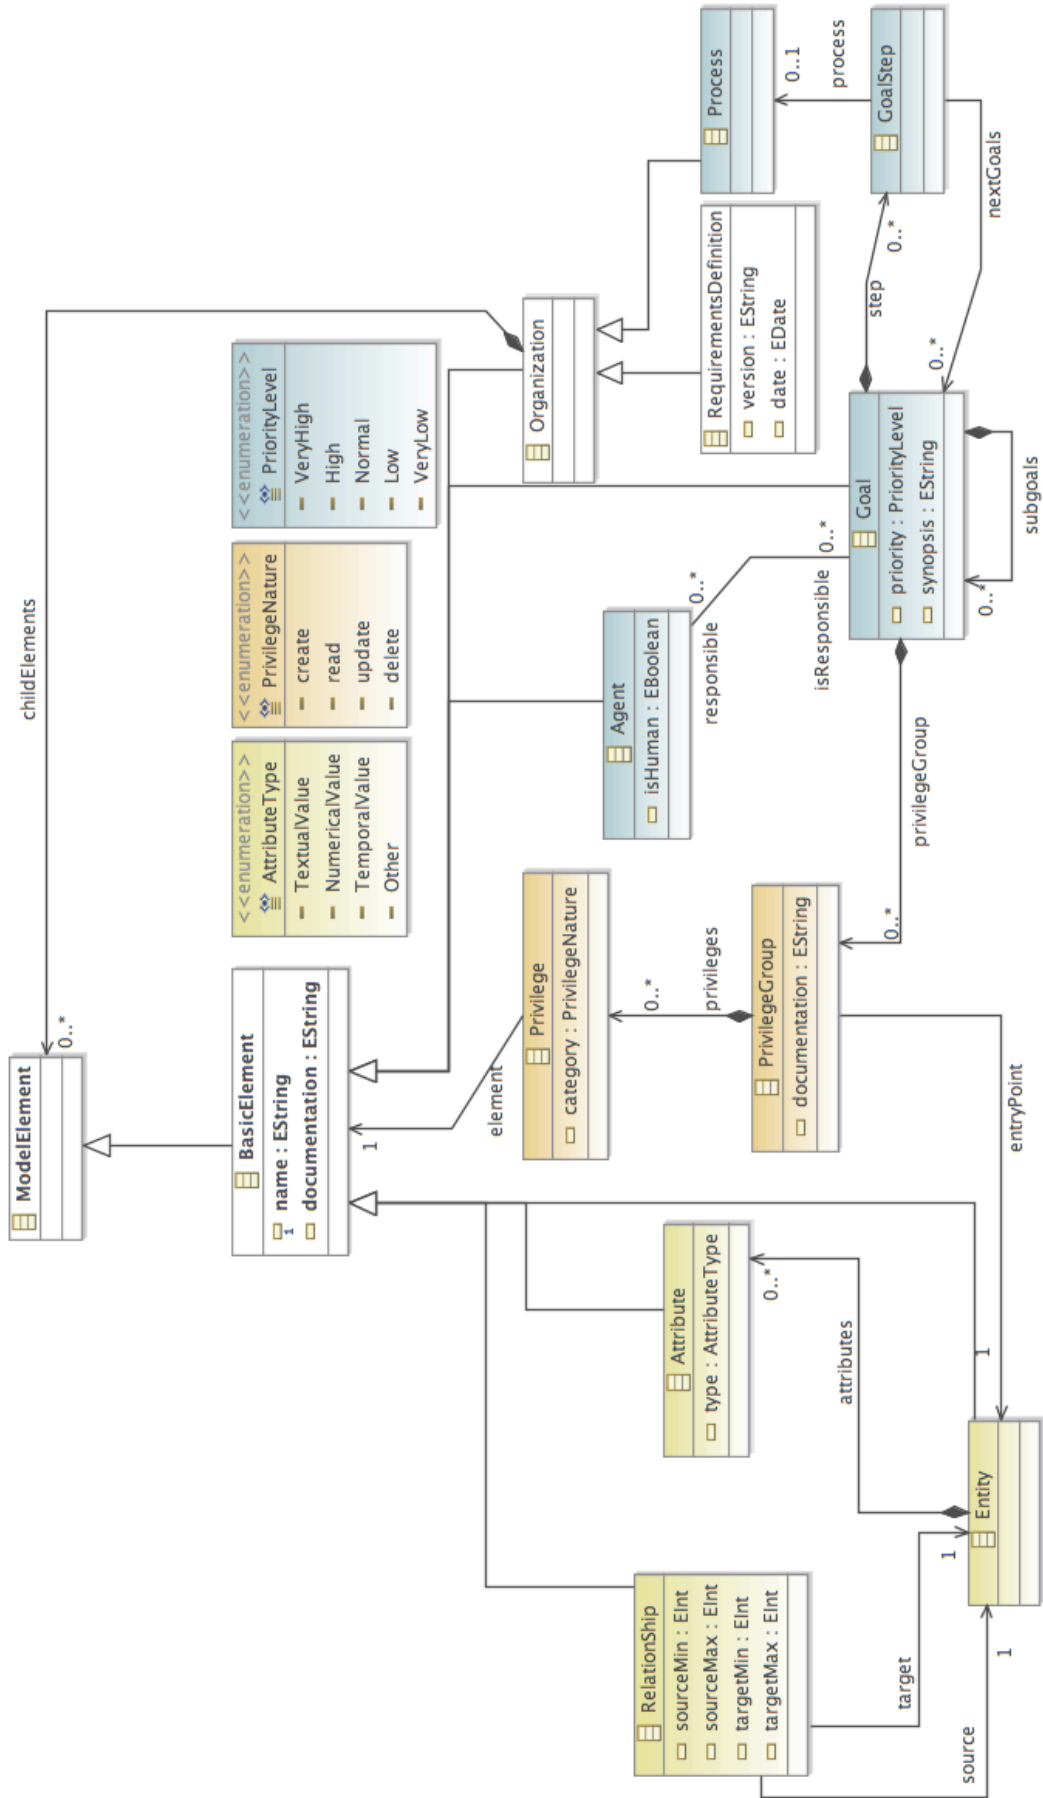 ModelElement
0..*
childElements
BasicElement
1 name : EString
documentation : EString
<<enumeration>>
AttributeType
TextualValue
NumericalValue
TemporalValue
Other
<<enumeration>>
PrivilegeNature
create
read
update
delete
<<enumeration>>
PriorityLevel
VeryHigh
High
Normal
Low
VeryLow
1
element
Privilege
category : PrivilegeNature
0..*
privileges
PrivilegeGroup
documentation : EString
0..*
privilegeGroup
entryPoint
1
Organization
RequirementsDefinition
version : EString
date : EDate
Process
0..1
process
GoalStep
0..*
step
nextGoals
0..*
Agent
isHuman : EBoolean
0..*
responsible
isResponsible
0..*
Goal
priority : PriorityLevel
synopsis : EString
0..*
subgoals
RelationShip
sourceMin : EInt
sourceMax : EInt
targetMin : EInt
targetMax : EInt
Attribute
type : AttributeType
0..*
attributes
target
1
source
1
Entity